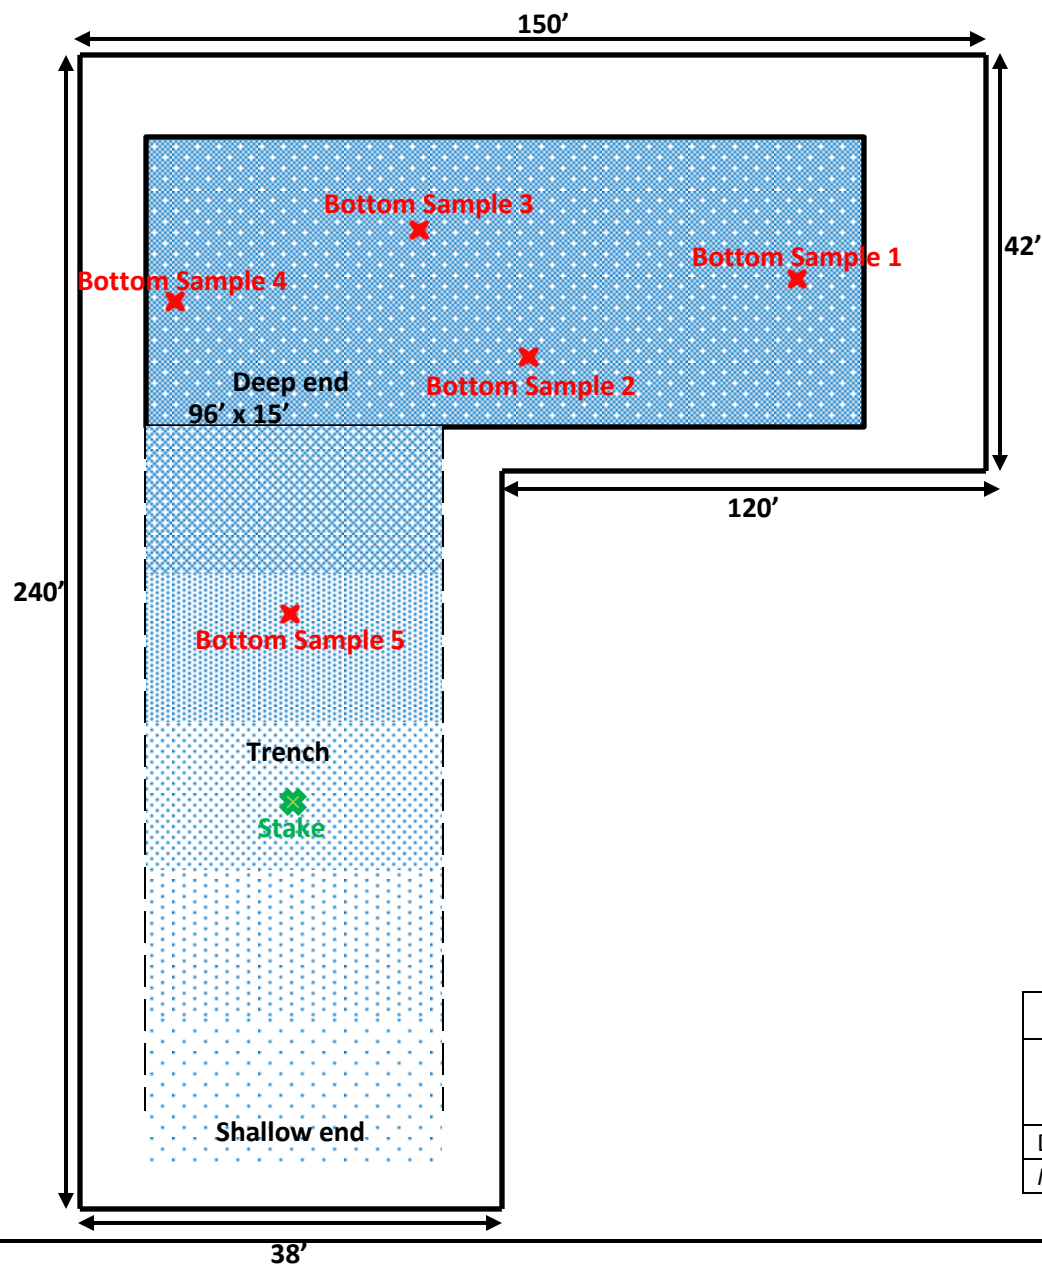 150’
Bottom Sample 3
42’
Bottom Sample 1
Bottom Sample 4
Deep end
Bottom Sample 2
96’ x 15’
120’
240’
Bottom Sample 5
Trench
Stake
Shallow end
38’